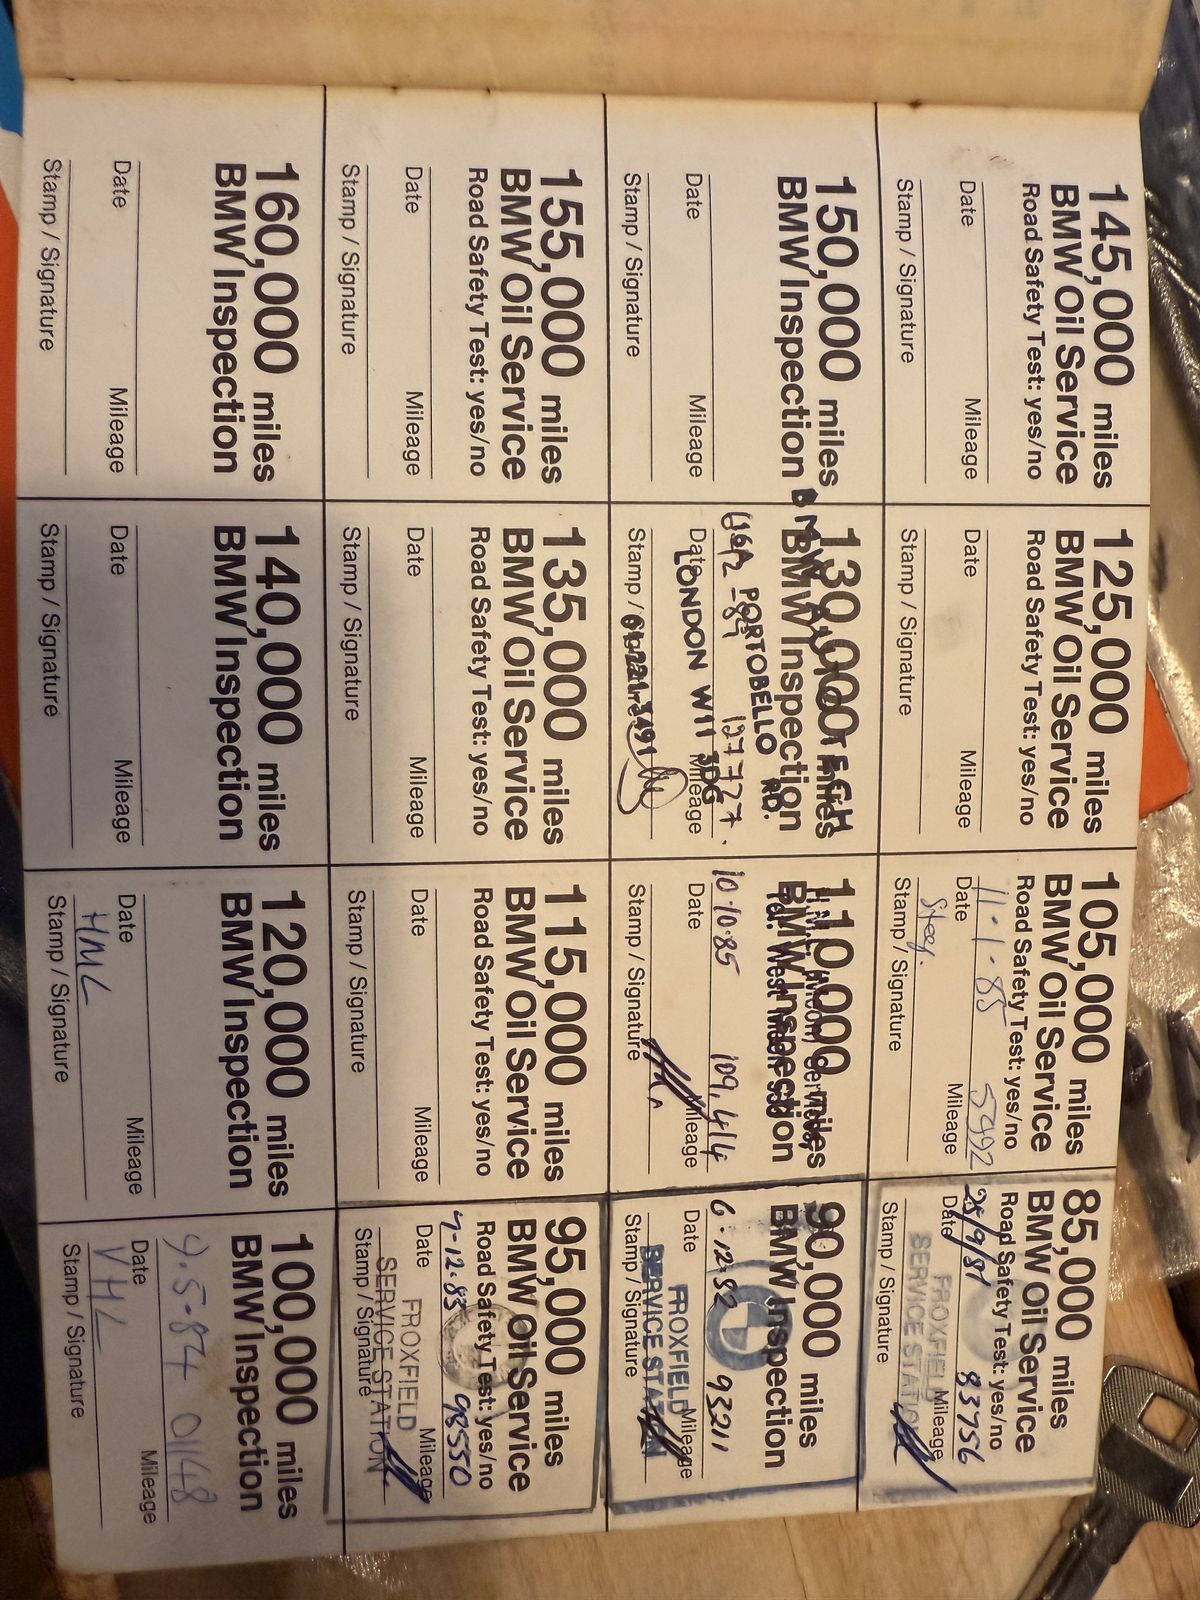 145,000 miles
BMW Oil Service
Road Safety Test: yes/no
Date Mileage
Stamp / Signature
125,000 miles
BMW Oil Service
Road Safety Test: yes/no
Date Mileage
Stamp / Signature
105,000 miles
BMW Oil Service
Road Safety Test: yes/no
11.1.85 5992
Date Mileage
Stamp / Signature
85,000 miles
BMW Oil Service
Road Safety Test: yes/no
83756
Date Mileage
FROXFIELD
SERVICE STATION
Stamp / Signature
150,000 miles
BMW Inspection
Date Mileage
Stamp / Signature
130,000 miles
BMW Inspection
PORTOBELLO RD.
127727.
LONDON W11
Date Mileage
Stamp / Signature
110,000 miles
BMW Inspection
10.10.85 109,414
Date Mileage
Stamp / Signature
90,000 miles
BMW Inspection
6.12.82 93211
Date Mileage
FROXFIELD
SERVICE STATION
Stamp / Signature
155,000 miles
BMW Oil Service
Road Safety Test: yes/no
Date Mileage
Stamp / Signature
135,000 miles
BMW Oil Service
Road Safety Test: yes/no
Date Mileage
Stamp / Signature
115,000 miles
BMW Oil Service
Road Safety Test: yes/no
Date Mileage
Stamp / Signature
95,000 miles
BMW Oil Service
Road Safety Test: yes/no
7-12-83 98550
Date Mileage
FROXFIELD
SERVICE STATION
Stamp / Signature
160,000 miles
BMW Inspection
Date Mileage
Stamp / Signature
140,000 miles
BMW Inspection
Date Mileage
Stamp / Signature
120,000 miles
BMW Inspection
Date Mileage
HML
Stamp / Signature
100,000 miles
BMW Inspection
9.5.84 01148
Date Mileage
VHL
Stamp / Signature